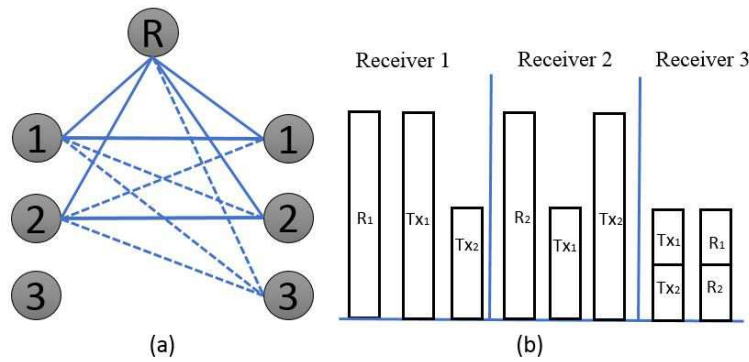 R
1 1
2 2
3 3
(a)
Receiver 1 Receiver 2 Receiver 3
R1 Tx1 Tx2 R2 Tx1 Tx2 Tx1 R1
Tx2 R2
(b)